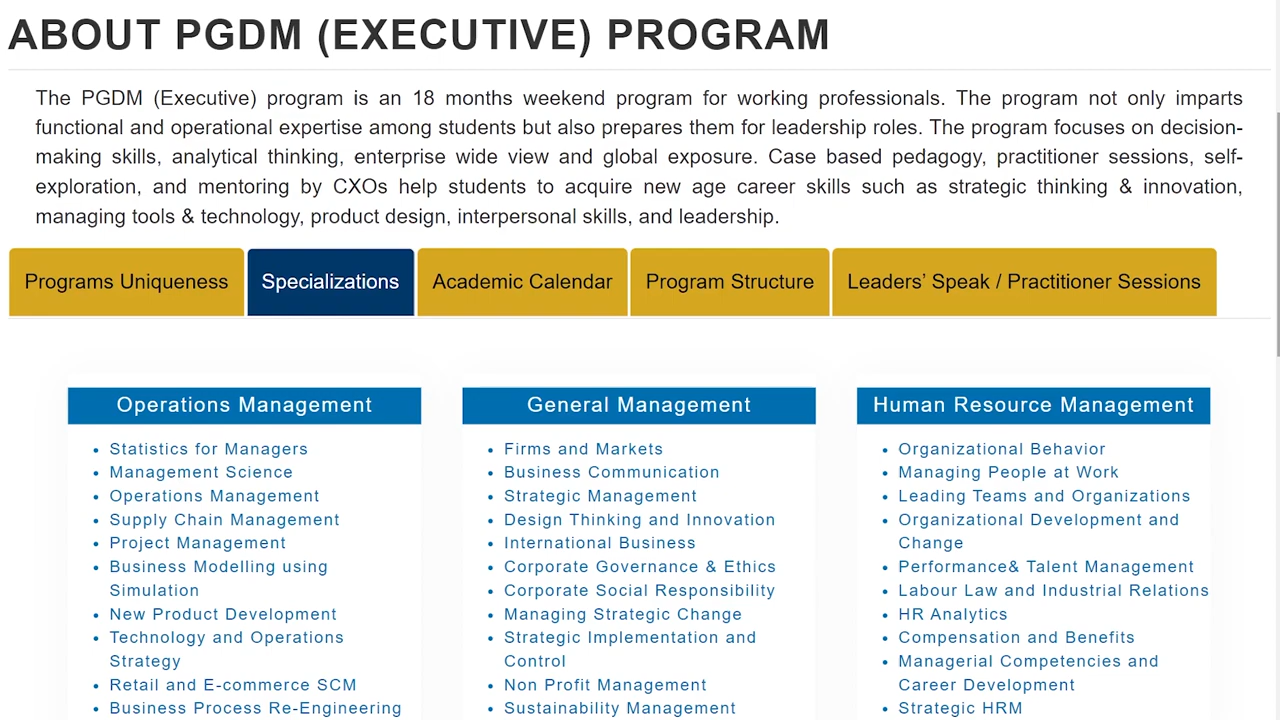 ABOUT PGDM (EXECUTIVE) PROGRAM
The PGDM (Executive) program is an 18 months weekend program for working professionals. The program not only imparts
functional and operational expertise among students but also prepares them for leadership roles. The program focuses on decision-
making skills, analytical thinking, enterprise wide view and global exposure. Case based pedagogy, practitioner sessions, self-
exploration, and mentoring by CXOs help students to acquire new age career skills such as strategic thinking & innovation,
managing tools & technology, product design, interpersonal skills, and leadership.
Programs Uniqueness
Specializations
Academic Calendar
Program Structure
Leaders’ Speak / Practitioner Sessions
Operations Management
Statistics for Managers
Management Science
Operations Management
Supply Chain Management
Project Management
Business Modelling using
Simulation
New Product Development
Technology and Operations
Strategy
Retail and E-commerce SCM
Business Process Re-Engineering
General Management
Firms and Markets
Business Communication
Strategic Management
Design Thinking and Innovation
International Business
Corporate Governance & Ethics
Corporate Social Responsibility
Managing Strategic Change
Strategic Implementation and
Control
Non Profit Management
Sustainability Management
Human Resource Management
Organizational Behavior
Managing People at Work
Leading Teams and Organizations
Organizational Development and
Change
Performance& Talent Management
Labour Law and Industrial Relations
HR Analytics
Compensation and Benefits
Managerial Competencies and
Career Development
Strategic HRM